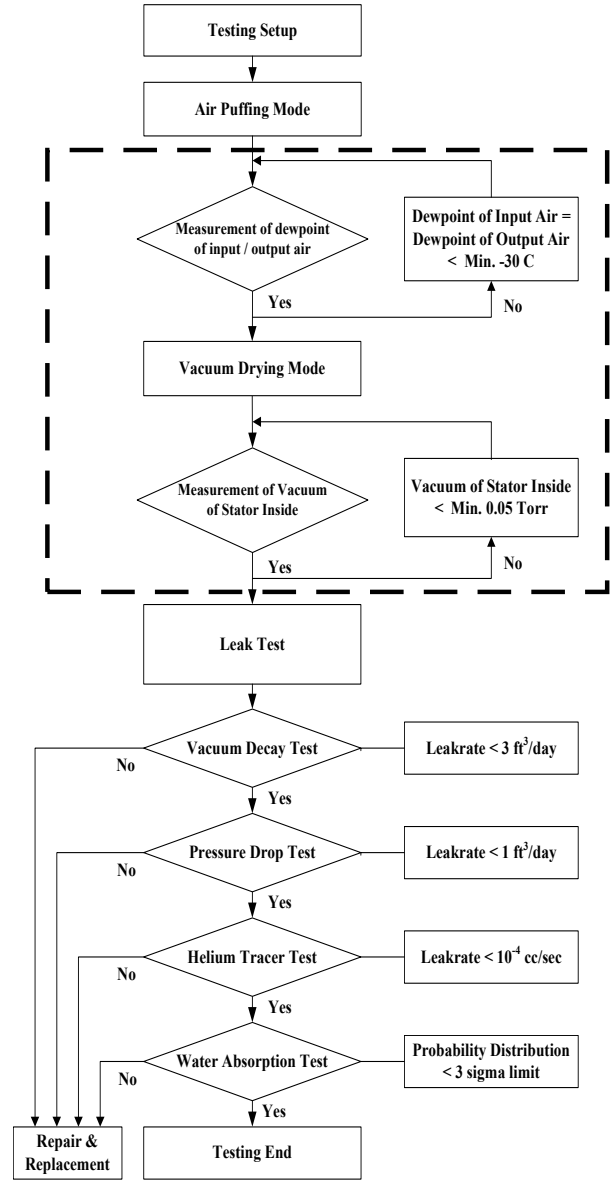 Testing Setup
Air Puffing Mode
Measurement of dewpoint
of input / output air
Dewpoint of Input Air =
Dewpoint of Output Air
< Min. -30 C
Yes
No
Vacuum Drying Mode
Measurement of Vacuum
of Stator Inside
Vacuum of Stator Inside
< Min. 0.05 Torr
Yes
No
Leak Test
Vacuum Decay Test
Leakrate < 3 ft³/day
No
Yes
Pressure Drop Test
Leakrate < 1 ft³/day
No
Yes
Helium Tracer Test
Leakrate < 10⁻⁴ cc/sec
No
Yes
Water Absorption Test
Probability Distribution
< 3 sigma limit
No
Yes
Repair &
Replacement
Testing End